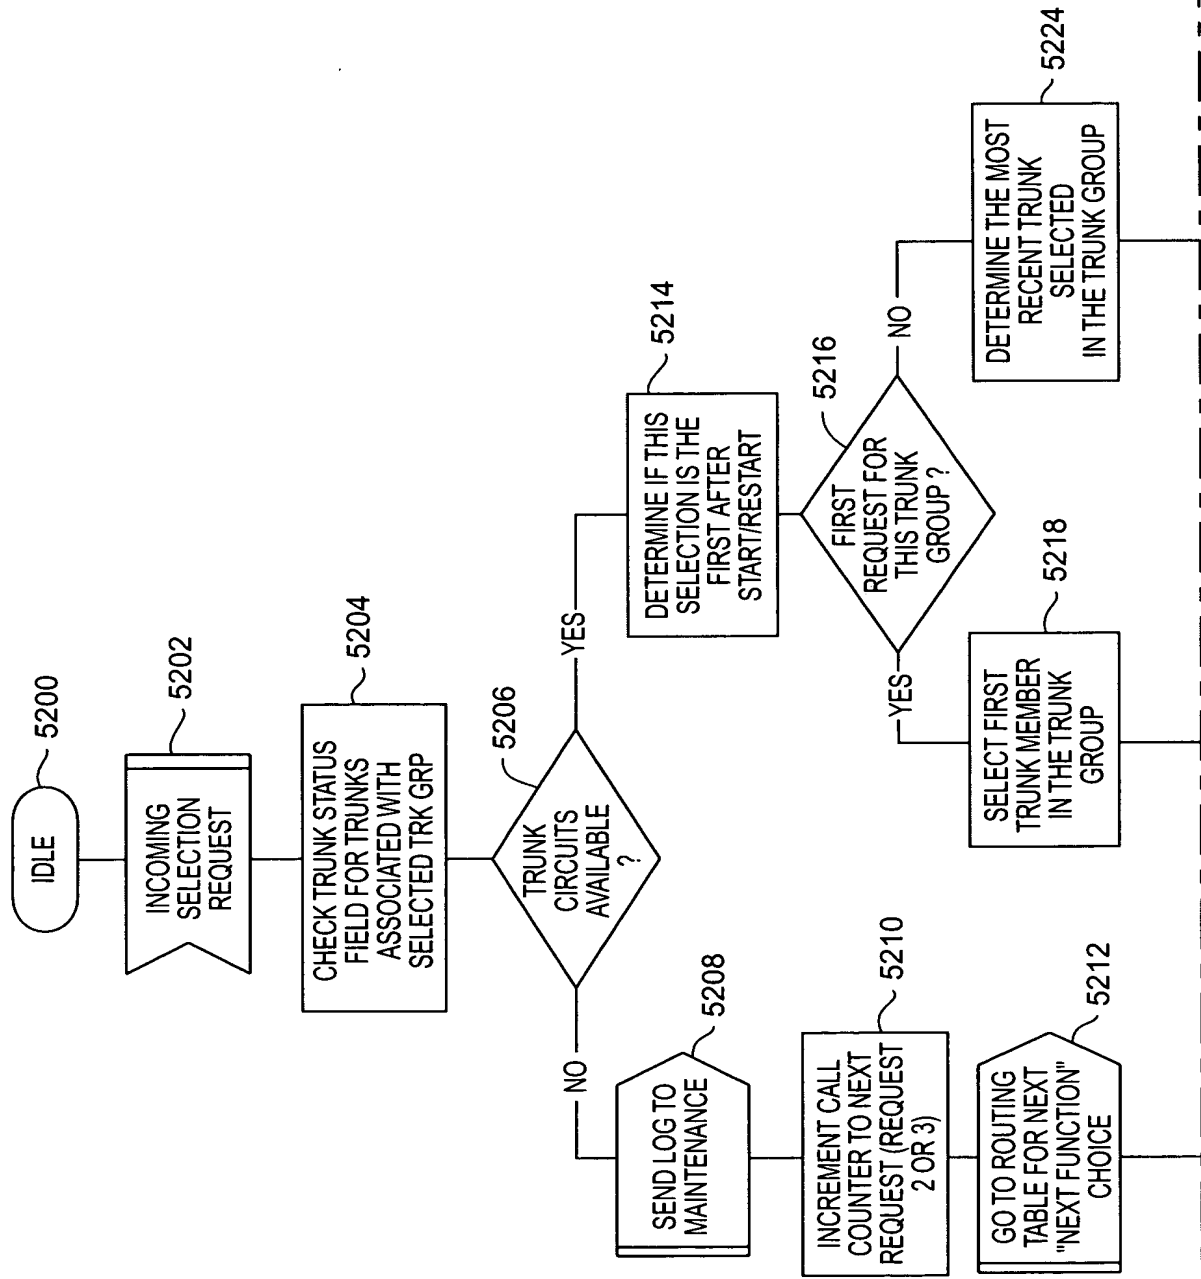 IDLE
5200
INCOMING
SELECTION
REQUEST
5202
CHECK TRUNK STATUS
FIELD FOR TRUNKS
ASSOCIATED WITH
SELECTED TRK GRP
5204
TRUNK
CIRCUITS
AVAILABLE
?
5206
NO
YES
SEND LOG TO
MAINTENANCE
5208
INCREMENT CALL
COUNTER TO NEXT
REQUEST (REQUEST
2 OR 3)
5210
GO TO ROUTING
TABLE FOR NEXT
"NEXT FUNCTION"
CHOICE
5212
DETERMINE IF THIS
SELECTION IS THE
FIRST AFTER
START/RESTART
5214
FIRST
REQUEST FOR
THIS TRUNK
GROUP ?
5216
YES
NO
SELECT FIRST
TRUNK MEMBER
IN THE TRUNK
GROUP
5218
DETERMINE THE MOST
RECENT TRUNK
SELECTED
IN THE TRUNK GROUP
5224